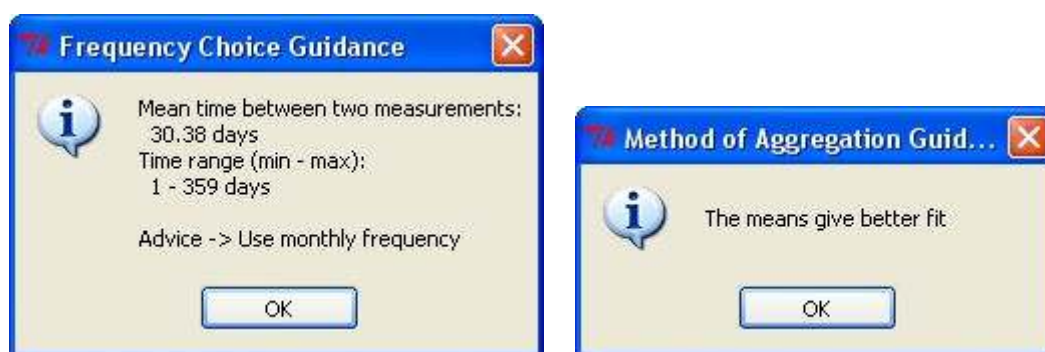 Frequency Choice Guidance
Mean time between two measurements:
30.38 days
Time range (min - max):
1 - 359 days
Advice -> Use monthly frequency
OK
Method of Aggregation Guid...
The means give better fit
OK